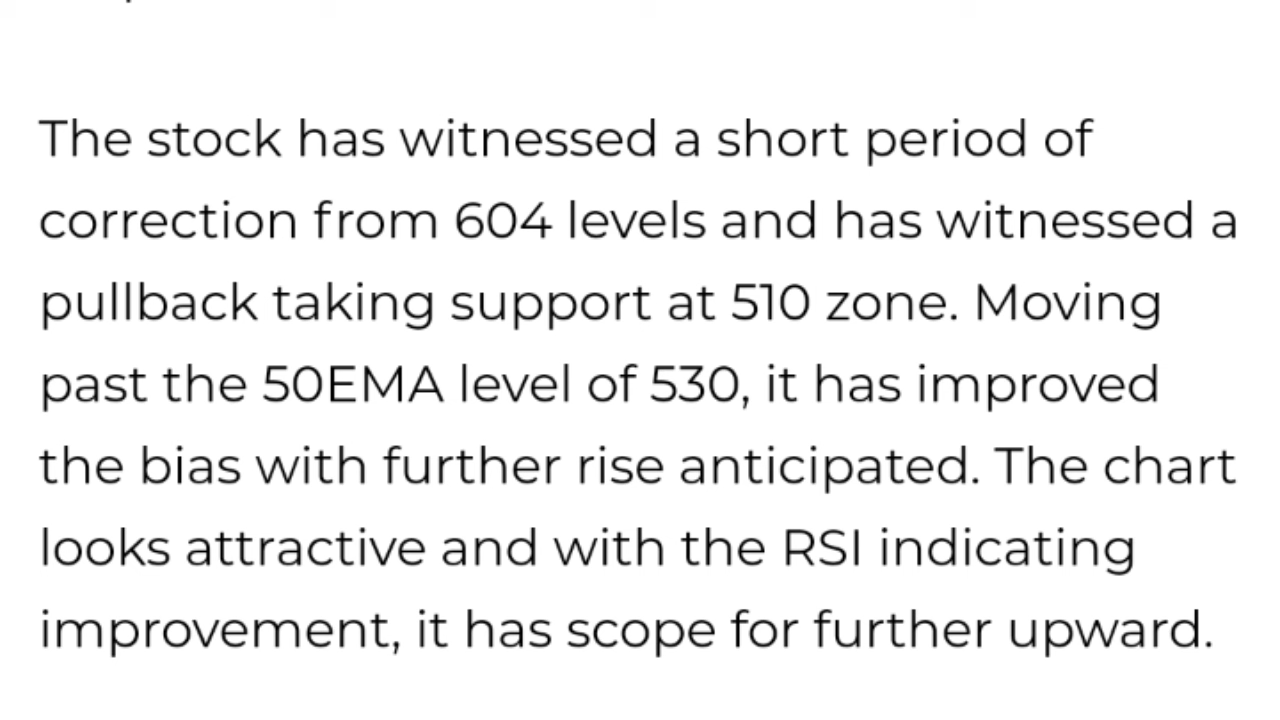 The stock has witnessed a short period of
correction from 604 levels and has witnessed a
pullback taking support at 510 zone. Moving
past the 50EMA level of 530, it has improved
the bias with further rise anticipated. The chart
looks attractive and with the RSI indicating
improvement, it has scope for further upward.